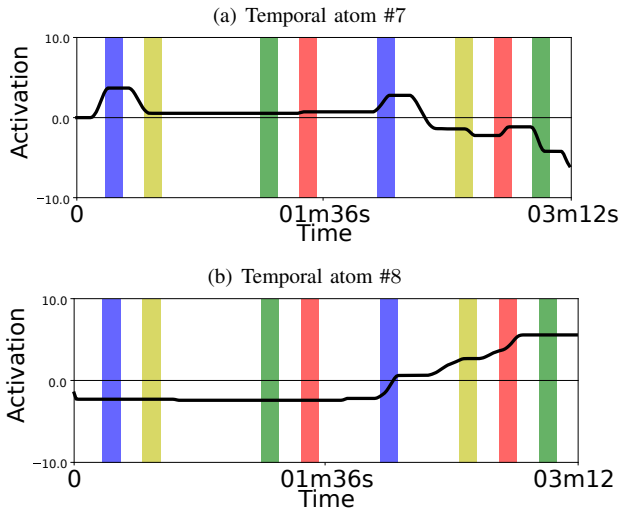 (a) Temporal atom #7
10.0
Activation
0.0
−10.0
0 01m36s 03m12s
Time
(b) Temporal atom #8
10.0
Activation
0.0
−10.0
0 01m36s 03m12
Time